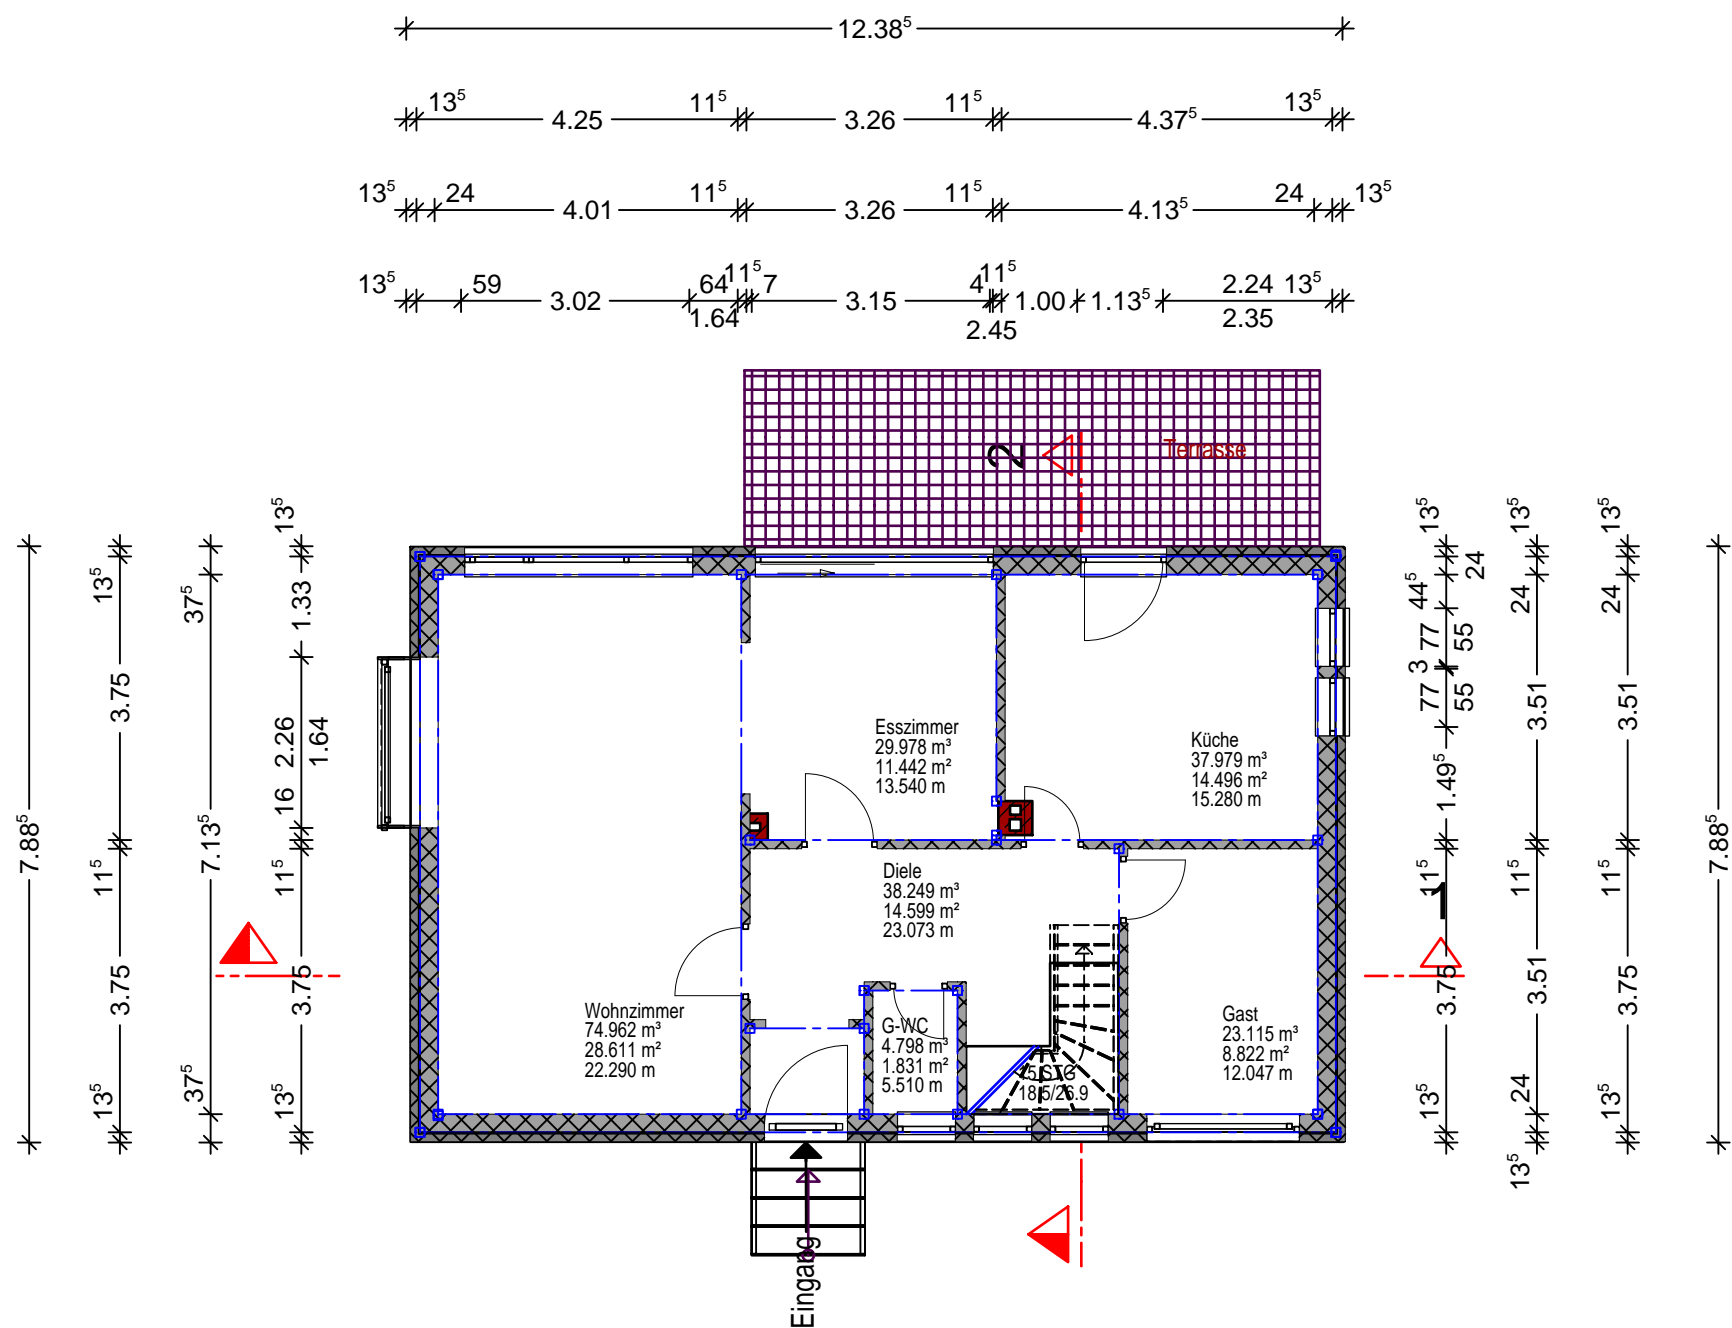 12.38⁵
13⁵ 4.25 11⁵ 3.26 11⁵ 4.37⁵ 13⁵
13⁵ 24 4.01 11⁵ 3.26 11⁵ 4.13⁵ 24 13⁵
13⁵ 59 3.02 64 11⁵ 7 3.15 4 11⁵ 1.00 1.13⁵ 2.24 13⁵
1.64 2.45 2.35
2
Terrasse
7.88⁵
13⁵ 3.75 11⁵ 3.75 13⁵
37⁵ 7.13⁵ 37⁵
13⁵ 1.33 2.26 16 11⁵ 3.75 13⁵
1.64
Esszimmer
29.978 m³
11.442 m²
13.540 m
Küche
37.979 m³
14.496 m²
15.280 m
Diele
38.249 m³
14.599 m²
23.073 m
Wohnzimmer
74.962 m³
28.611 m²
22.290 m
G-WC
4.798 m³
1.831 m²
5.510 m
15 STG
18.5/26.9
Gast
23.115 m³
8.822 m²
12.047 m
Eingang
13⁵ 24 44⁵ 77 3 77 1.49⁵ 11⁵ 3.75 13⁵
55 55
1
13⁵ 24 3.51 11⁵ 3.51 24 13⁵
13⁵ 24 3.51 11⁵ 3.75 13⁵
7.88⁵